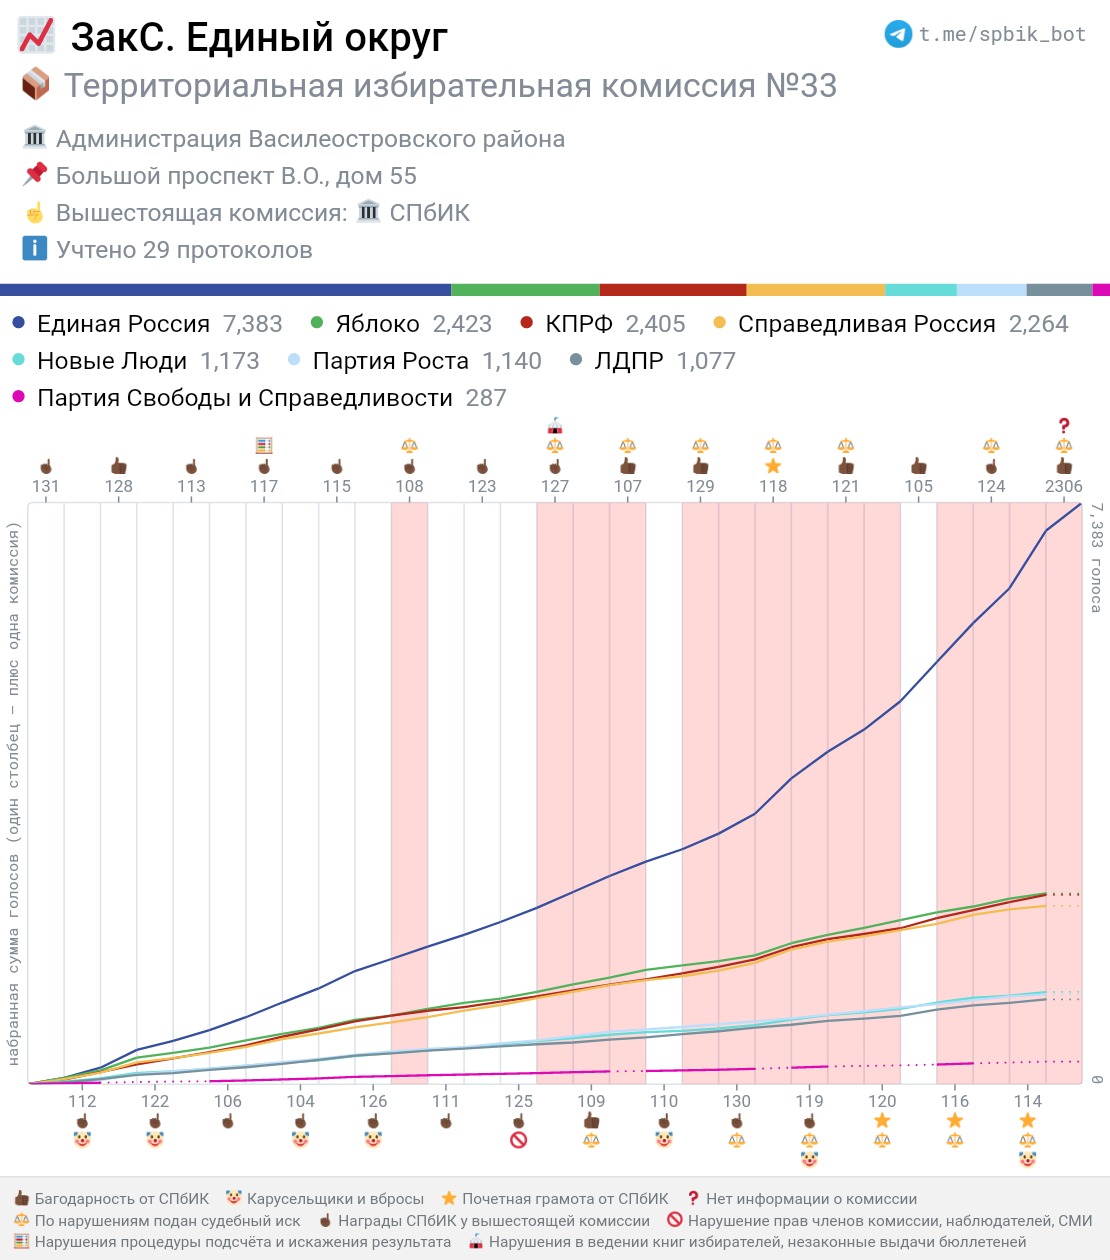 ЗакС. Единый округ
t.me/spbik_bot
Территориальная избирательная комиссия №33
Администрация Василеостровского района
Большой проспект В.О., дом 55
Вышестоящая комиссия: СПбИК
Учтено 29 протоколов
Единая Россия 7,383 Яблоко 2,423 КПРФ 2,405 Справедливая Россия 2,264
Новые Люди 1,173 Партия Роста 1,140 ЛДПР 1,077
Партия Свободы и Справедливости 287
131 128 113 117 115 108 123 127 107 129 118 121 105 124 2306
набранная сумма голосов (один столбец – плюс одна комиссия)
7,383 голоса
0
112 122 106 104 126 111 125 109 110 130 119 120 116 114
Багодарность от СПбИК Карусельщики и вбросы Почетная грамота от СПбИК Нет информации о комиссии
По нарушениям подан судебный иск Награды СПбИК у вышестоящей комиссии Нарушение прав членов комиссии, наблюдателей, СМИ
Нарушения процедуры подсчёта и искажения результата Нарушения в ведении книг избирателей, незаконные выдачи бюллетеней